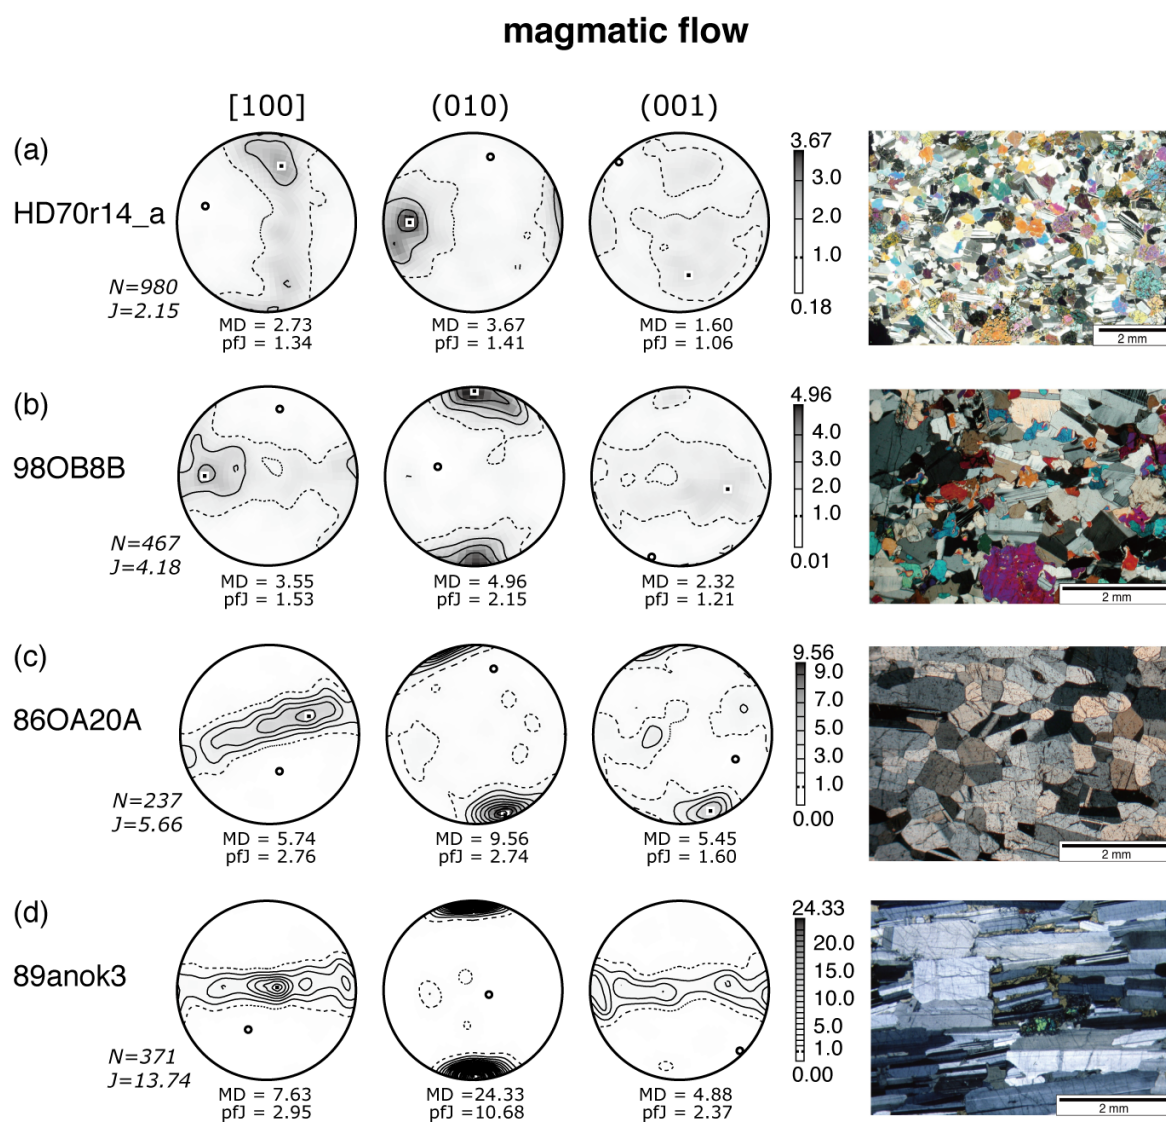 magmatic flow
[100] (010) (001)
(a)
HD70r14_a
N=980
J=2.15
MD = 2.73
pfJ = 1.34
MD = 3.67
pfJ = 1.41
MD = 1.60
pfJ = 1.06
3.67
3.0
2.0
1.0
0.18
2 mm
(b)
98OB8B
N=467
J=4.18
MD = 3.55
pfJ = 1.53
MD = 4.96
pfJ = 2.15
MD = 2.32
pfJ = 1.21
4.96
4.0
3.0
2.0
1.0
0.01
2 mm
(c)
86OA20A
N=237
J=5.66
MD = 5.74
pfJ = 2.76
MD = 9.56
pfJ = 2.74
MD = 5.45
pfJ = 1.60
9.56
9.0
7.0
5.0
3.0
1.0
0.00
2 mm
(d)
89anok3
N=371
J=13.74
MD = 7.63
pfJ = 2.95
MD =24.33
pfJ =10.68
MD = 4.88
pfJ = 2.37
24.33
20.0
15.0
10.0
5.0
1.0
0.00
2 mm